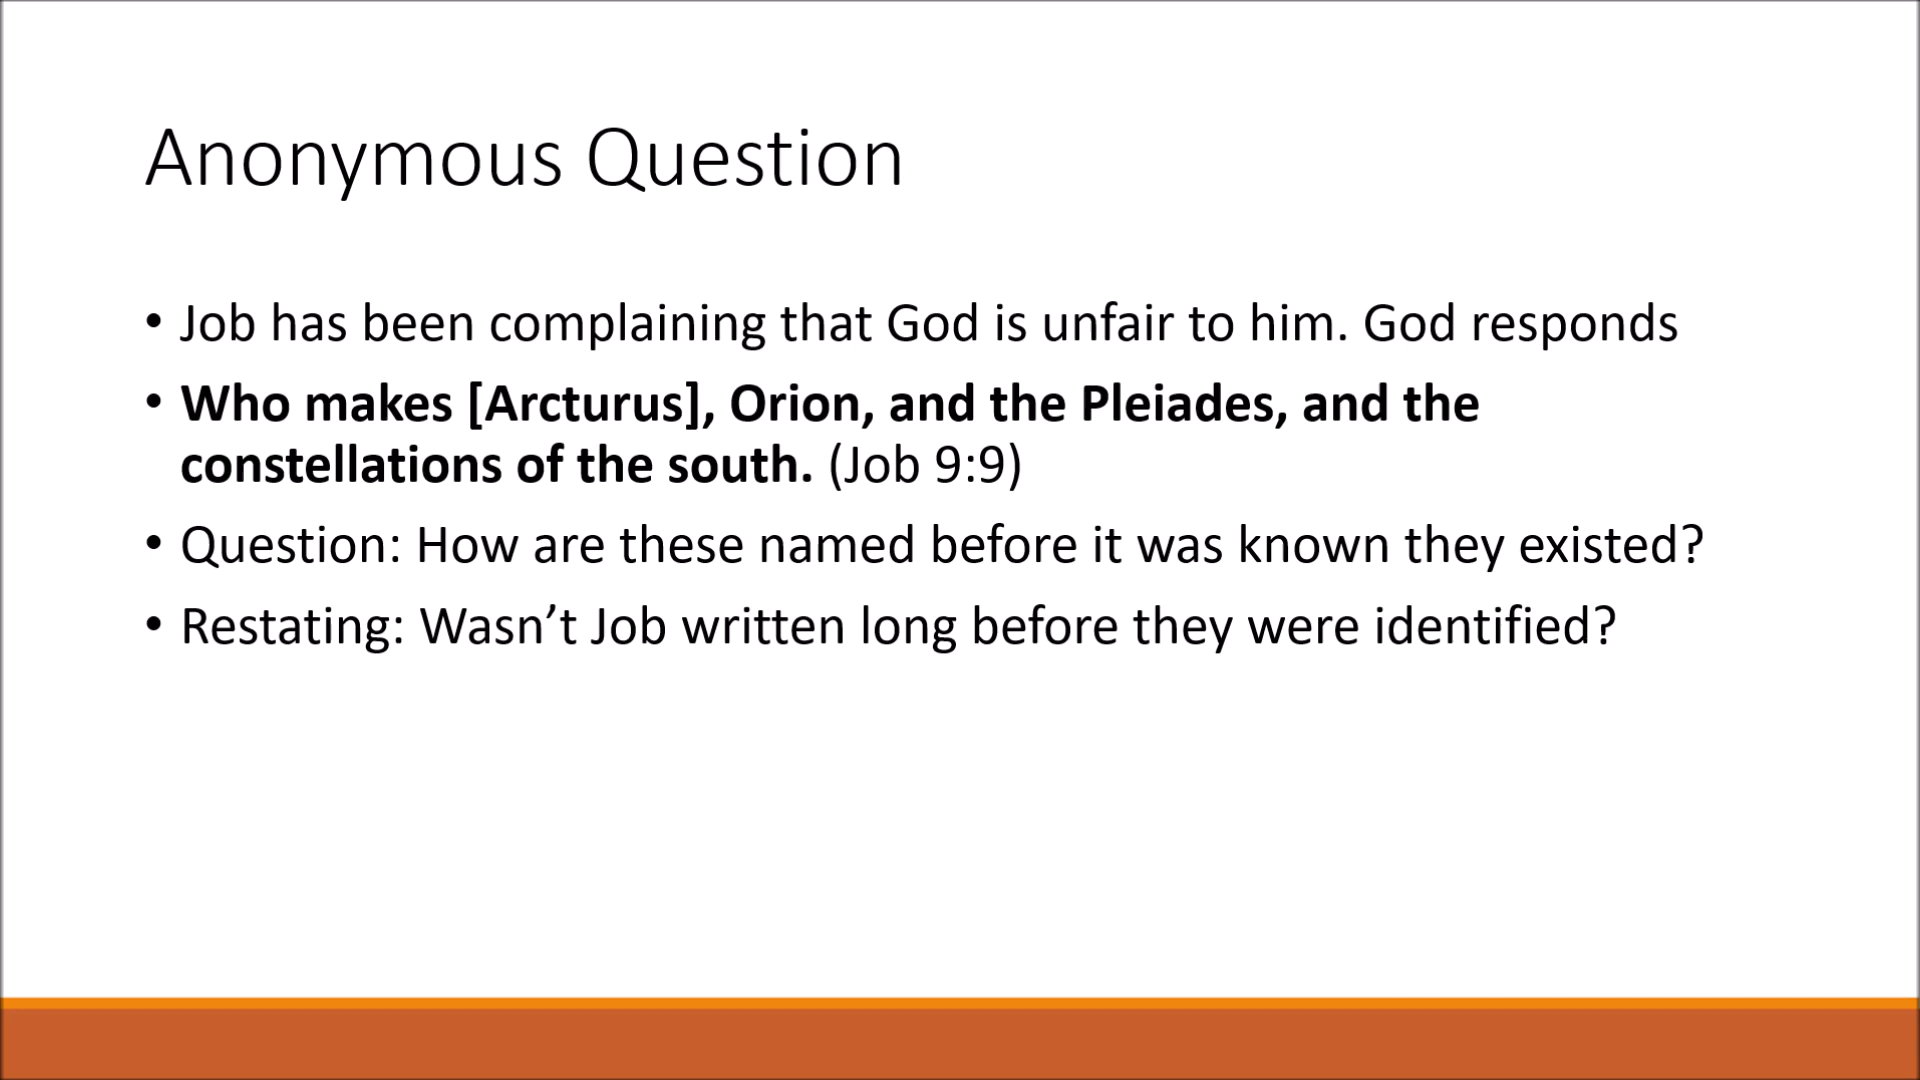 Anonymous Question
• Job has been complaining that God is unfair to him. God responds
• Who makes [Arcturus], Orion, and the Pleiades, and the
constellations of the south. (Job 9:9)
• Question: How are these named before it was known they existed?
• Restating: Wasn’t Job written long before they were identified?